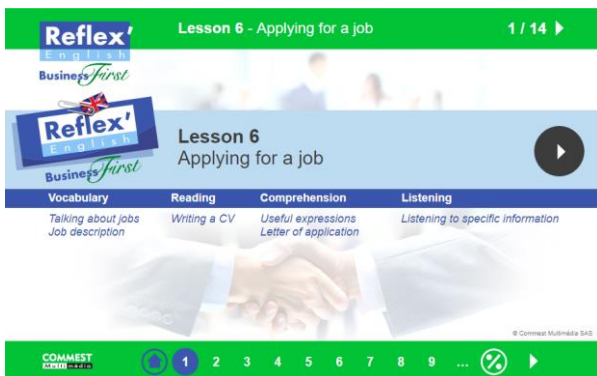 Reflex'
English
Business First
Lesson 6 - Applying for a job
1 / 14
Reflex'
English
Business First
Lesson 6
Applying for a job
Vocabulary Reading Comprehension Listening
Talking about jobs Writing a CV Useful expressions Listening to specific information
Job description Letter of application
© Commest Multimédia SAS
COMMEST
Multimédia
1 2 3 4 5 6 7 8 9 ... %